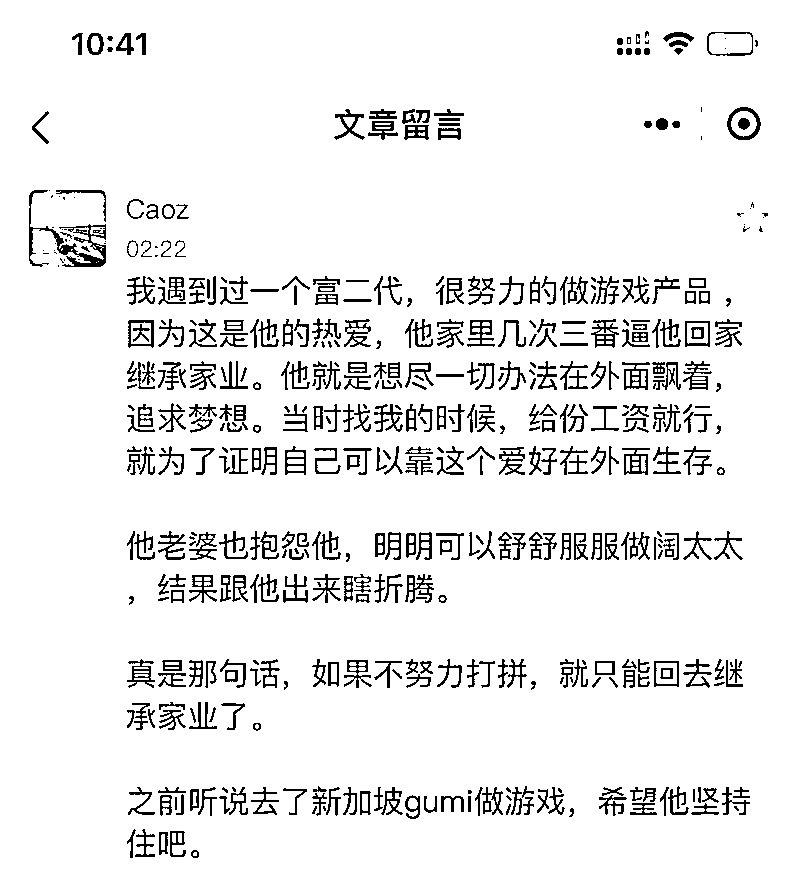 10:41
文章留言
Caoz
02:22
我遇到过一个富二代，很努力的做游戏产品，
因为这是他的热爱，他家里几次三番逼他回家
继承家业。他就是想尽一切办法在外面飘着，
追求梦想。当时找我的时候，给份工资就行，
就为了证明自己可以靠这个爱好在外面生存。
他老婆也抱怨他，明明可以舒舒服服做阔太太
，结果跟他出来瞎折腾。
真是那句话，如果不努力打拼，就只能回去继
承家业了。
之前听说去了新加坡gumi做游戏，希望他坚持
住吧。